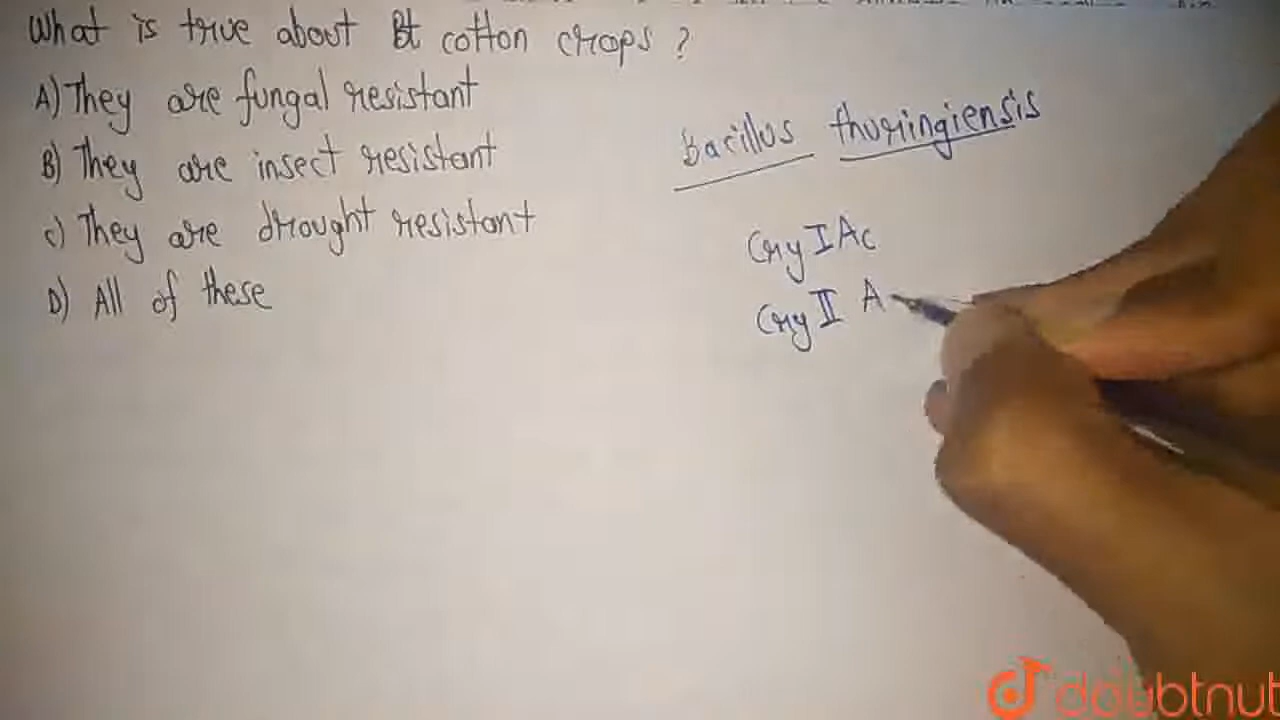 What is true about Bt cotton crops ?
A) They are fungal resistant
B) They are insect resistant
c) They are drought resistant
D) All of these
Bacillus thuringiensis
Cry I Ac
Cry II A
doubtnut